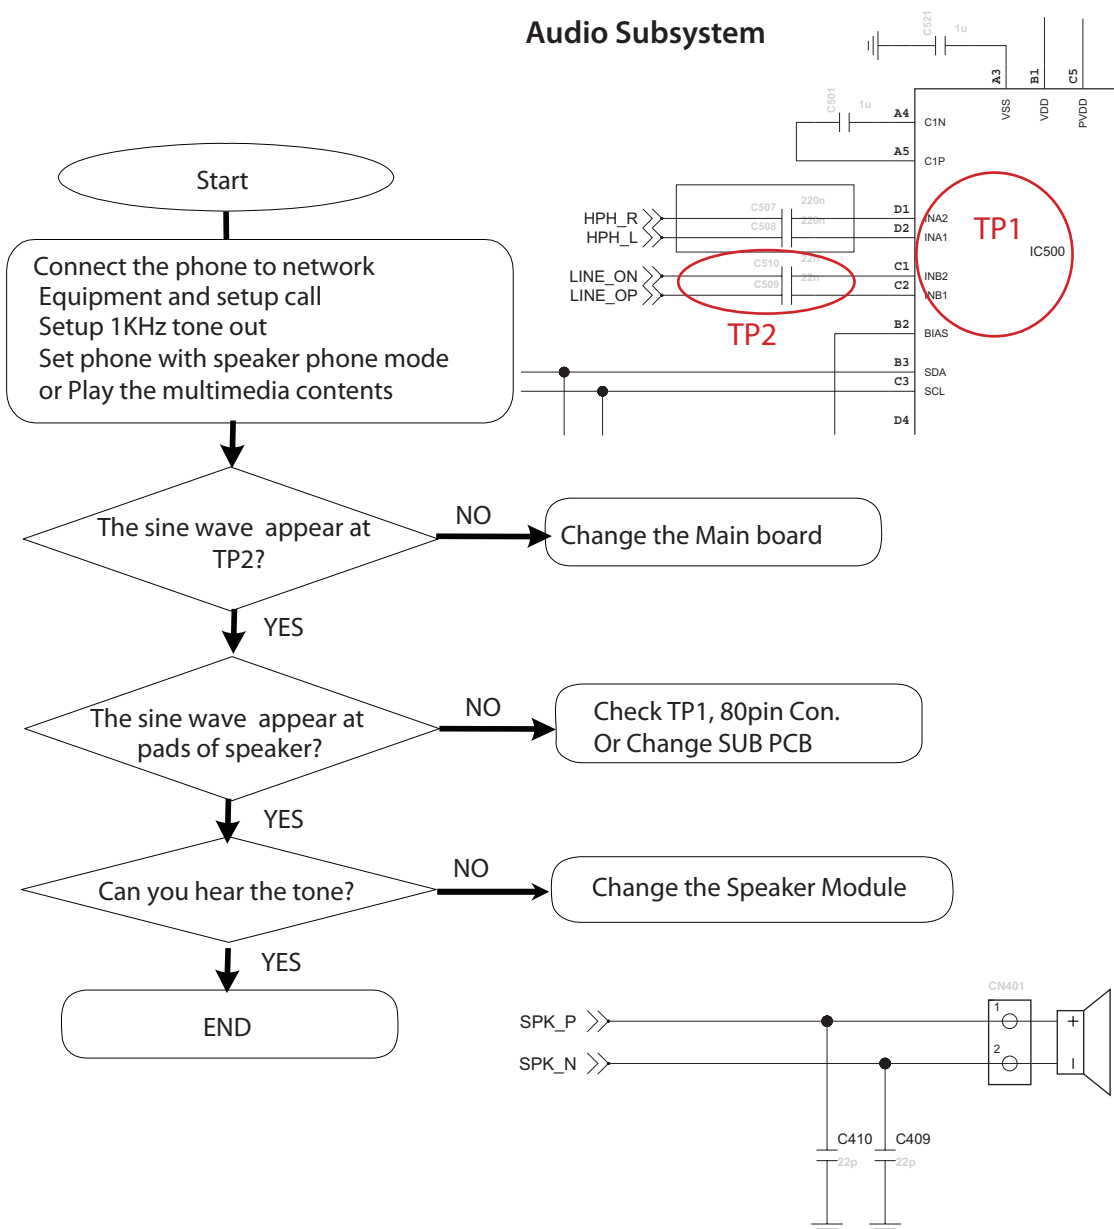 Audio Subsystem
C521
1u
A3
B1
C5
VSS
VDD
PVDD
C501
1u
A4
C1N
A5
C1P
Start
C507
220n
D1
HPH_R
INA2
C508
220n
D2
HPH_L
INA1
TP1
IC500
C510
22n
C1
LINE_ON
INB2
C509
22n
C2
LINE_OP
INB1
TP2
B2
BIAS
B3
SDA
C3
SCL
D4
Connect the phone to network
Equipment and setup call
Setup 1KHz tone out
Set phone with speaker phone mode
or Play the multimedia contents
The sine wave appear at
TP2?
NO
Change the Main board
YES
The sine wave appear at
pads of speaker?
NO
Check TP1, 80pin Con.
Or Change SUB PCB
YES
Can you hear the tone?
NO
Change the Speaker Module
YES
END
CN401
SPK_P
1
+
SPK_N
2
–
C410
22p
C409
22p